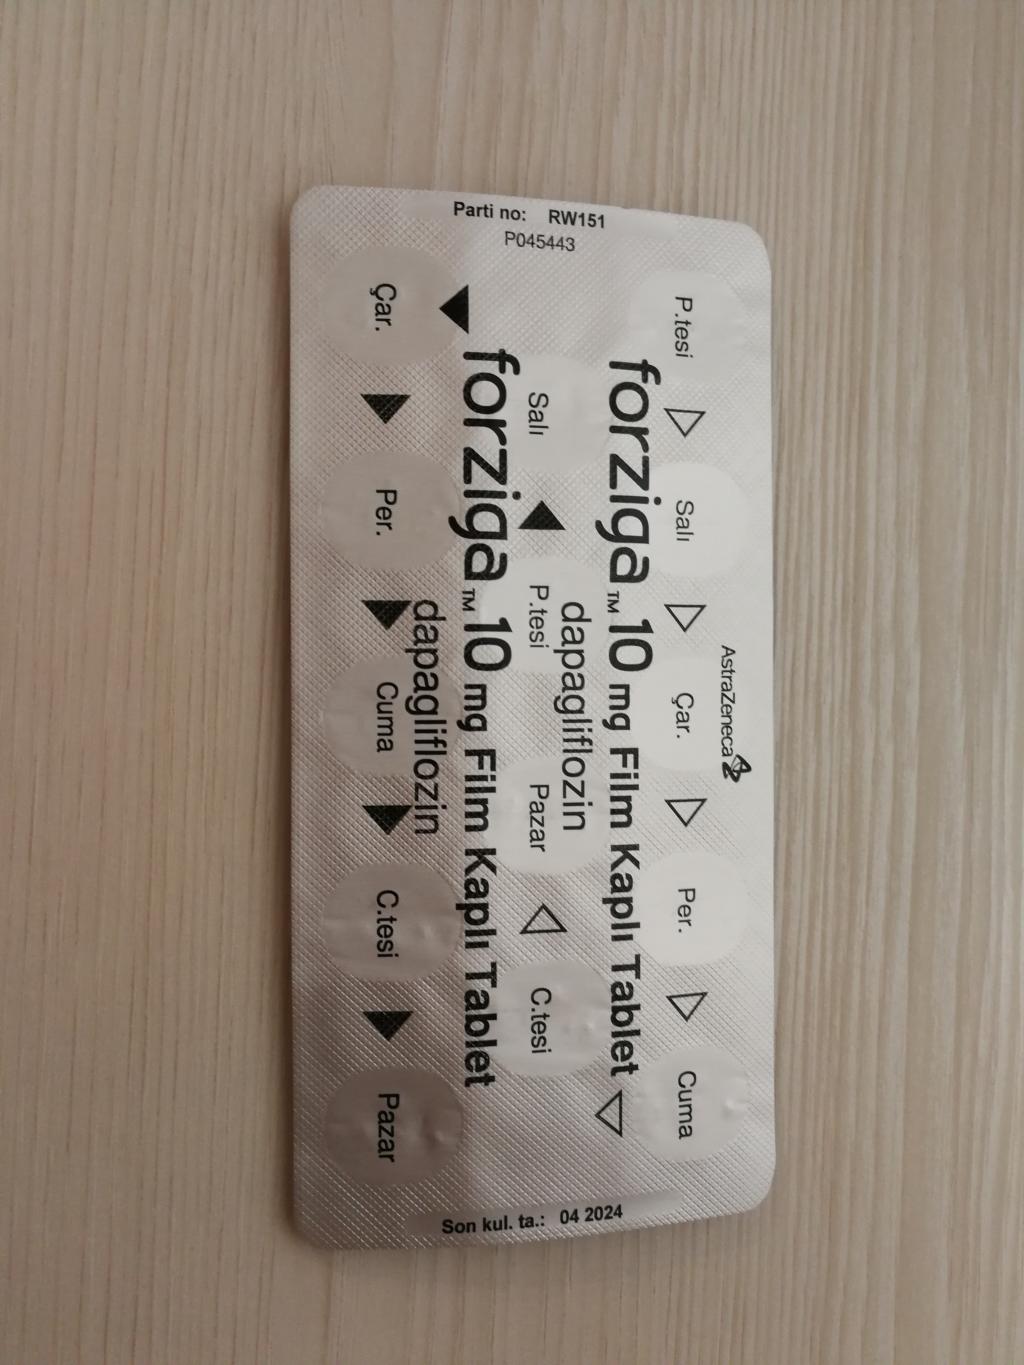 Parti no: RW151
P045443
AstraZeneca
P.tesi
Salı
Çar.
Per.
Cuma
forziga™ 10 mg Film Kaplı Tablet
dapagliflozin
Salı
P.tesi
Pazar
C.tesi
forziga™ 10 mg Film Kaplı Tablet
dapagliflozin
Çar.
Per.
Cuma
C.tesi
Pazar
Son kul. ta.: 04 2024